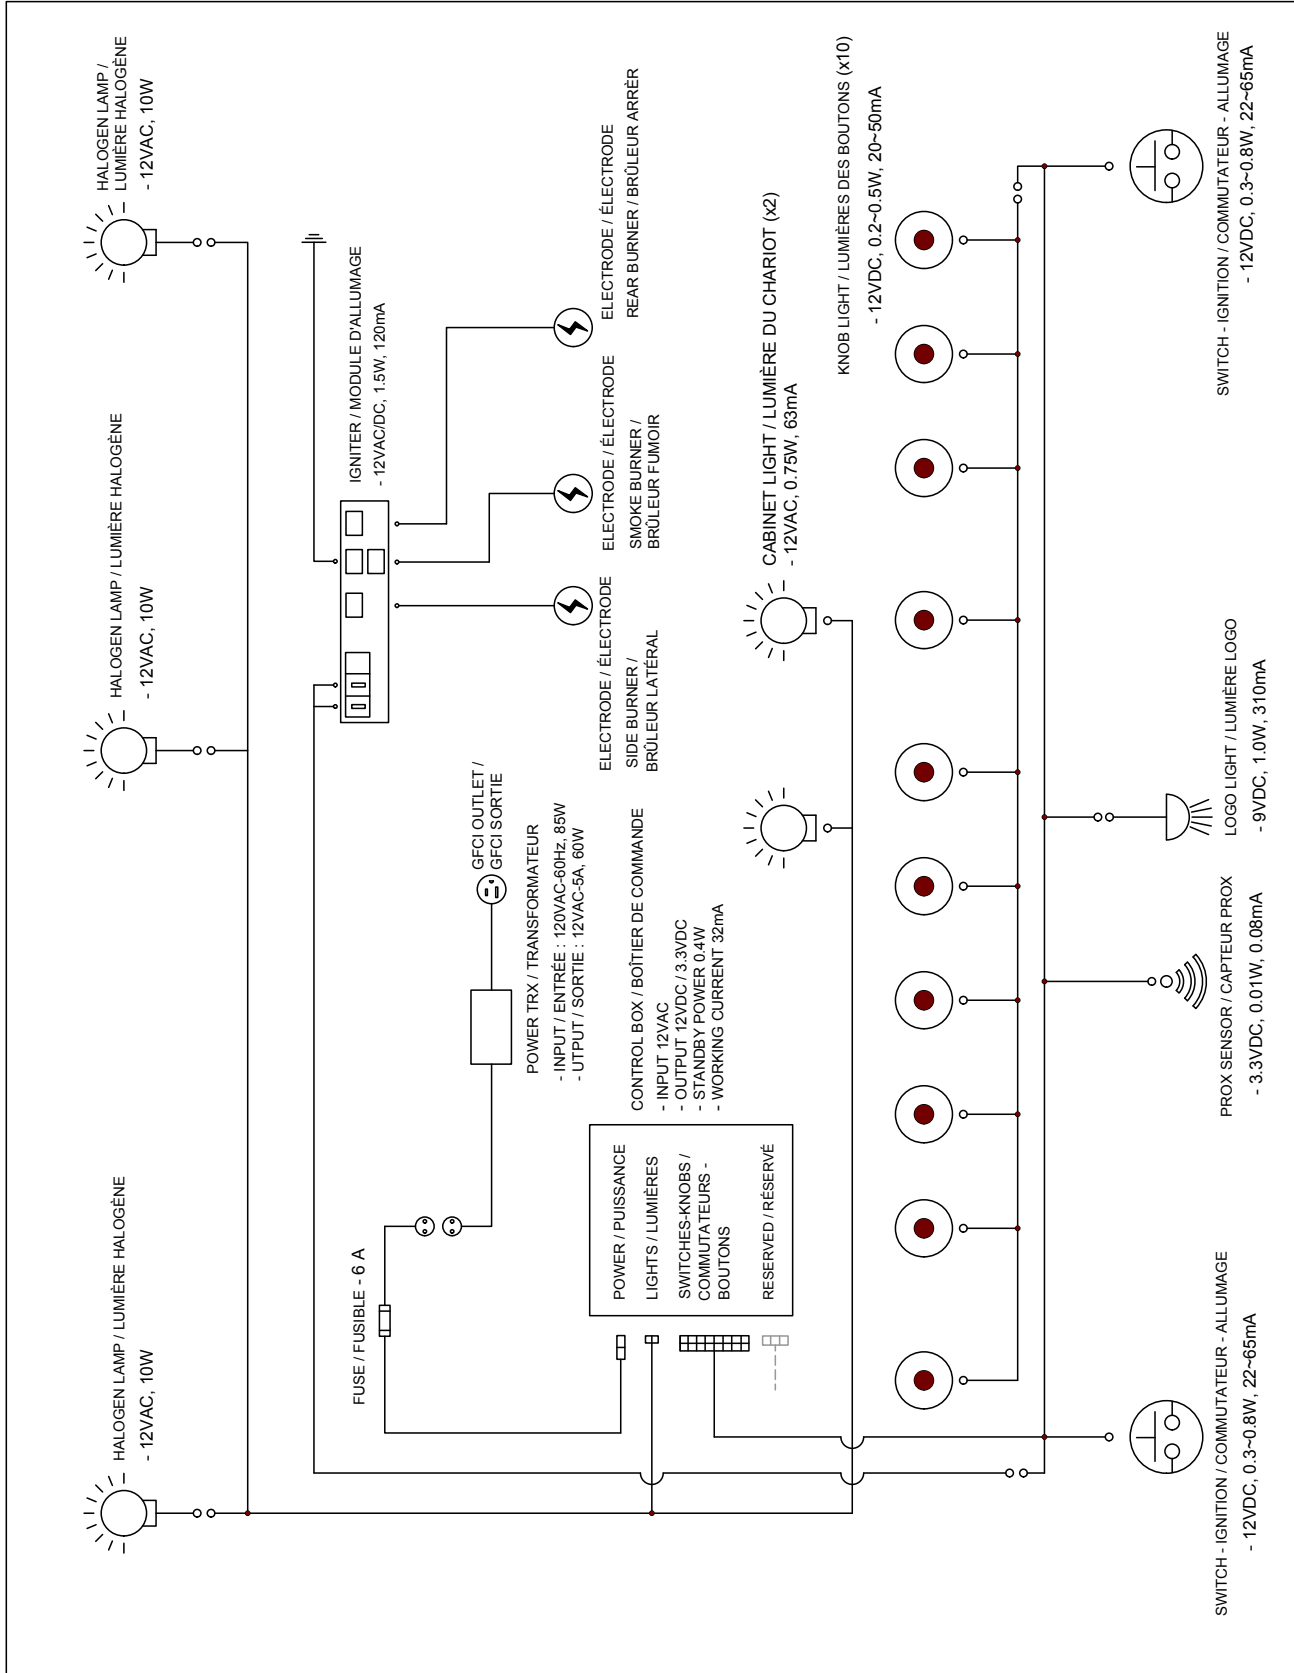 HALOGEN LAMP / LUMIÈRE HALOGÈNE
- 12VAC, 10W
HALOGEN LAMP / LUMIÈRE HALOGÈNE
- 12VAC, 10W
HALOGEN LAMP /
LUMIÈRE HALOGÈNE
- 12VAC, 10W
FUSE / FUSIBLE - 6 A
GFCI OUTLET /
GFCI SORTIE
POWER TRX / TRANSFORMATEUR
- INPUT / ENTRÉE : 120VAC-60Hz, 85W
- UTPUT / SORTIE : 12VAC-5A, 60W
IGNITER / MODULE D'ALLUMAGE
- 12VAC/DC, 1.5W, 120mA
ELECTRODE / ÉLECTRODE
SIDE BURNER /
BRÛLEUR LATÉRAL
ELECTRODE / ÉLECTRODE
SMOKE BURNER /
BRÛLEUR FUMOIR
ELECTRODE / ÉLECTRODE
REAR BURNER / BRÛLEUR ARRÈR
POWER / PUISSANCE
LIGHTS / LUMIÈRES
SWITCHES-KNOBS /
COMMUTATEURS -
BOUTONS
RESERVED / RÉSERVÉ
CONTROL BOX / BOÎTIER DE COMMANDE
- INPUT 12VAC
- OUTPUT 12VDC / 3.3VDC
- STANDBY POWER 0.4W
- WORKING CURRENT 32mA
CABINET LIGHT / LUMIÈRE DU CHARIOT (x2)
- 12VAC, 0.75W, 63mA
KNOB LIGHT / LUMIÈRES DES BOUTONS (x10)
- 12VDC, 0.2~0.5W, 20~50mA
SWITCH - IGNITION / COMMUTATEUR - ALLUMAGE
- 12VDC, 0.3~0.8W, 22~65mA
PROX SENSOR / CAPTEUR PROX
- 3.3VDC, 0.01W, 0.08mA
LOGO LIGHT / LUMIÈRE LOGO
- 9VDC, 1.0W, 310mA
SWITCH - IGNITION / COMMUTATEUR - ALLUMAGE
- 12VDC, 0.3~0.8W, 22~65mA